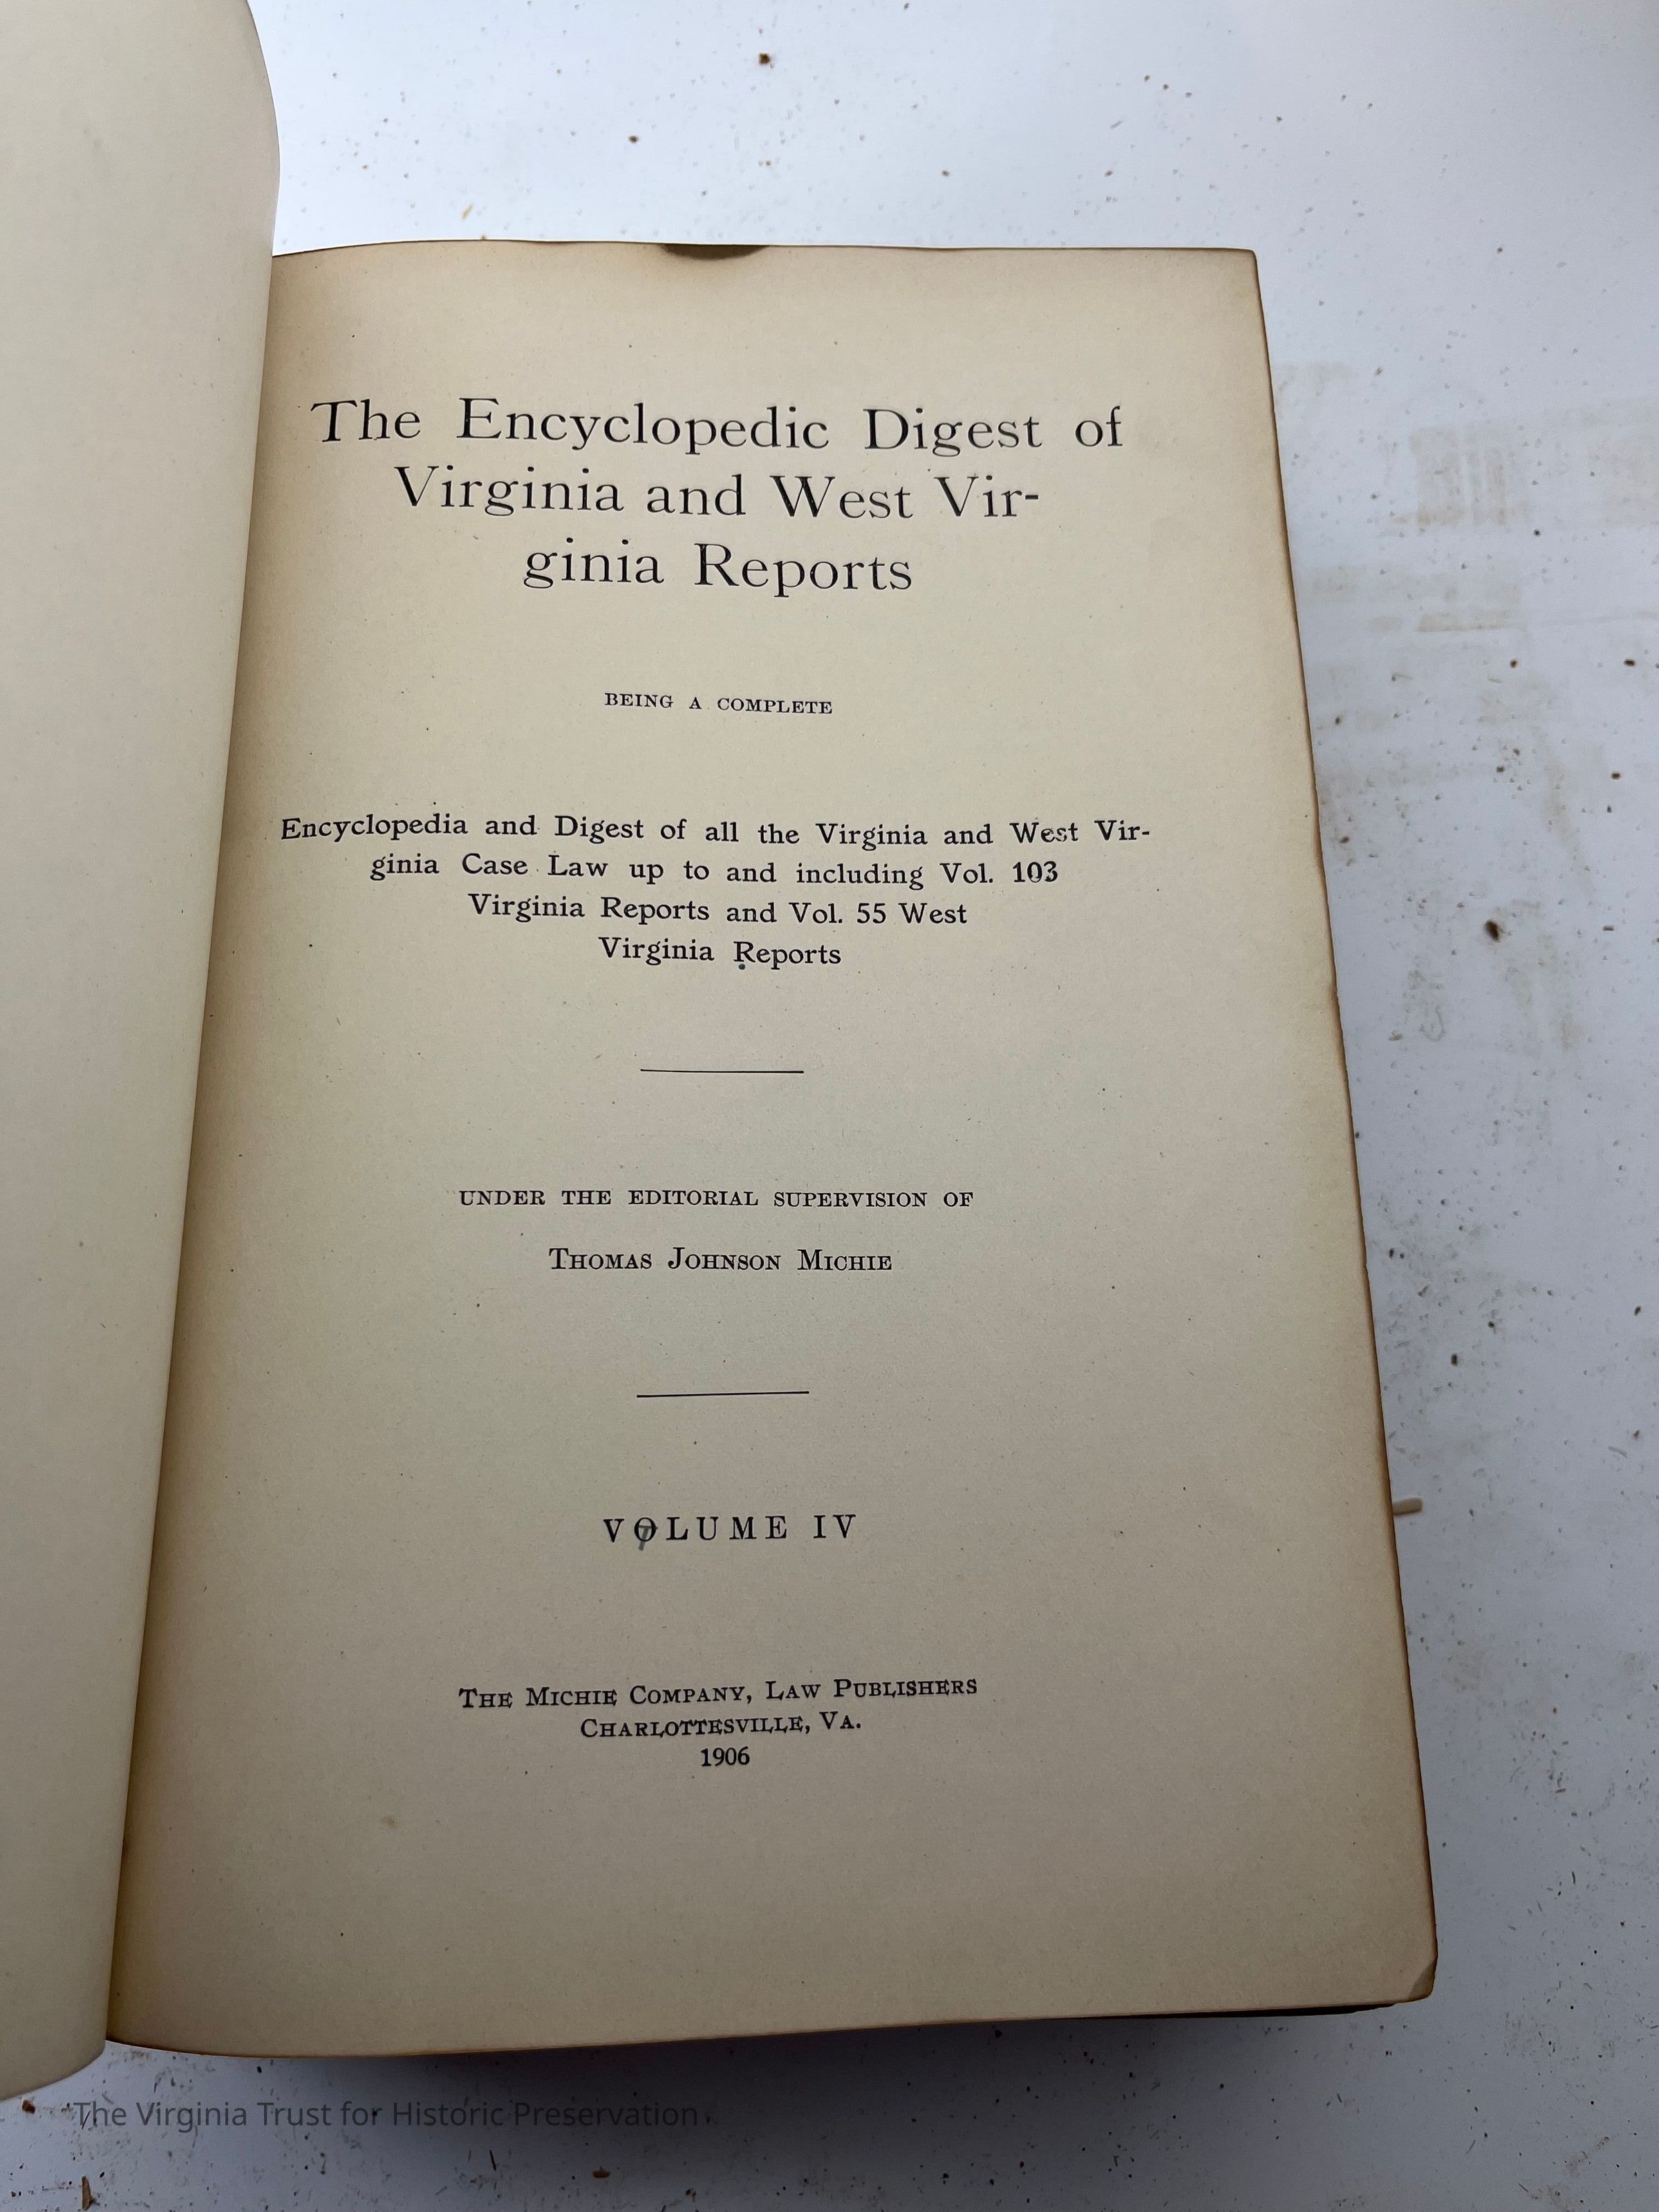 The Encyclopedic Digest of
Virginia and West Vir-
ginia Reports
BEING A COMPLETE
Encyclopedia and Digest of all the Virginia and West Vir-
ginia Case Law up to and including Vol. 103
Virginia Reports and Vol. 55 West
Virginia Reports
UNDER THE EDITORIAL SUPERVISION OF
THOMAS JOHNSON MICHIE
VOLUME IV
THE MICHIE COMPANY, LAW PUBLISHERS
CHARLOTTESVILLE, VA.
1906
The Virginia Trust for Historic Preservation